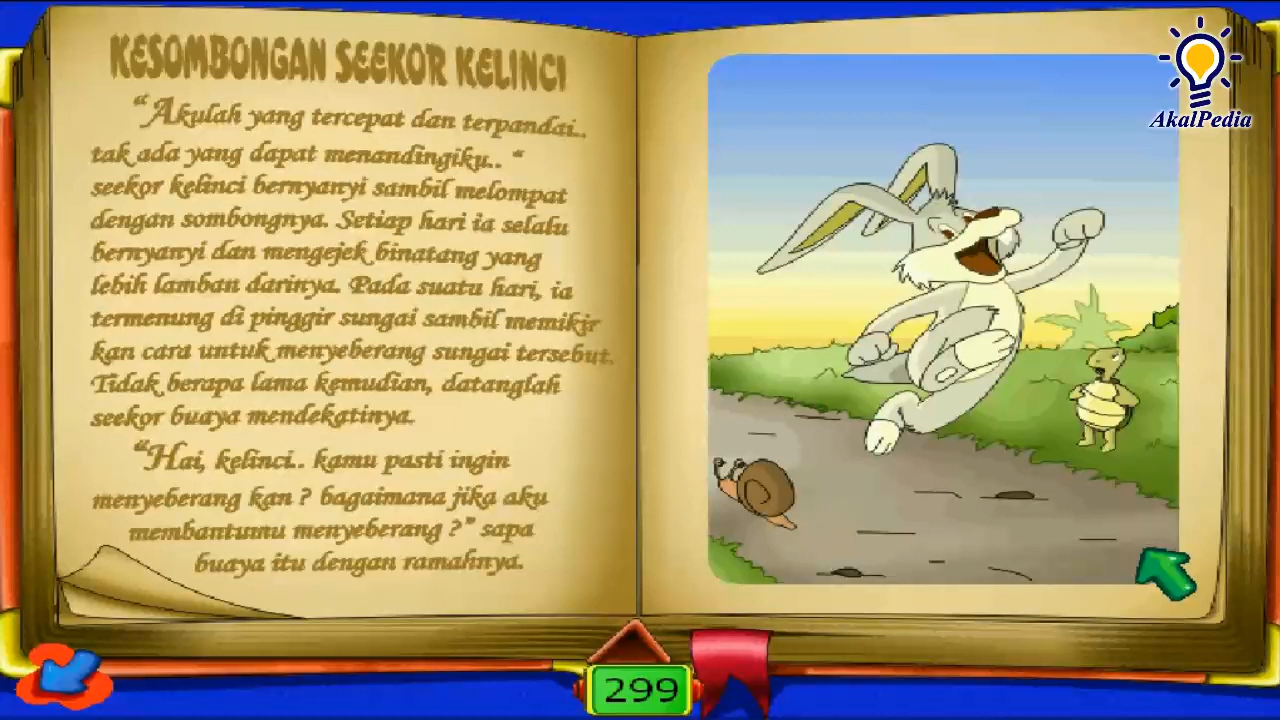 KESOMBONGAN SEEKOR KELINCI
“Akulah yang tercepat dan terpandai..
tak ada yang dapat menandingiku.. “
seekor kelinci bernyanyi sambil melompat
dengan sombongnya. Setiap hari ia selalu
bernyanyi dan mengejek binatang yang
lebih lamban darinya. Pada suatu hari, ia
termenung di pinggir sungai sambil memikir
kan cara untuk menyeberang sungai tersebut.
Tidak berapa lama kemudian, datanglah
seekor buaya mendekatinya.
“Hai, kelinci.. kamu pasti ingin
menyeberang kan ? bagaimana jika aku
membantumu menyeberang ?” sapa
buaya itu dengan ramahnya.
AkalPedia
299